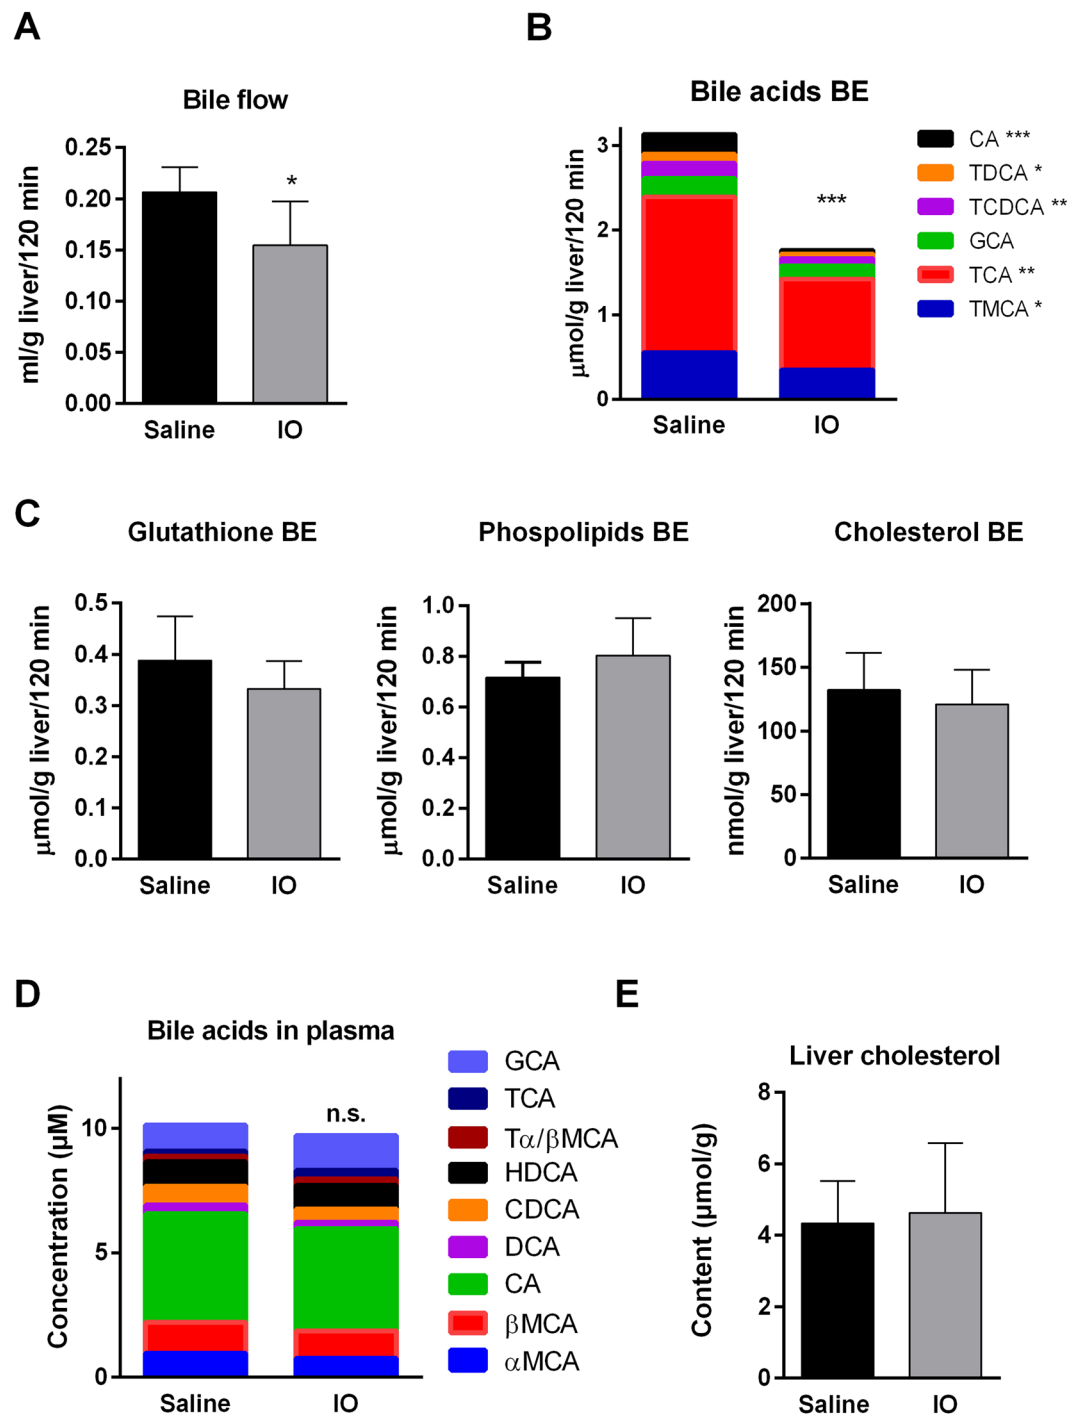 A
B
Bile flow
Bile acids BE
ml/g liver/120 min
0.25
0.20
0.15
0.10
0.05
0.00
*
Saline
IO
μmol/g liver/120 min
3
2
1
0
***
Saline
IO
CA ***
TDCA *
TCDCA **
GCA
TCA **
TMCA *
C
Glutathione BE
Phospolipids BE
Cholesterol BE
μmol/g liver/120 min
0.5
0.4
0.3
0.2
0.1
0.0
Saline
IO
μmol/g liver/120 min
1.0
0.8
0.6
0.4
0.2
0.0
Saline
IO
nmol/g liver/120 min
200
150
100
50
0
Saline
IO
D
E
Bile acids in plasma
Concentration (μM)
10
5
0
n.s.
Saline
IO
GCA
TCA
Tα/βMCA
HDCA
CDCA
DCA
CA
βMCA
αMCA
Liver cholesterol
Content (μmol/g)
8
6
4
2
0
Saline
IO